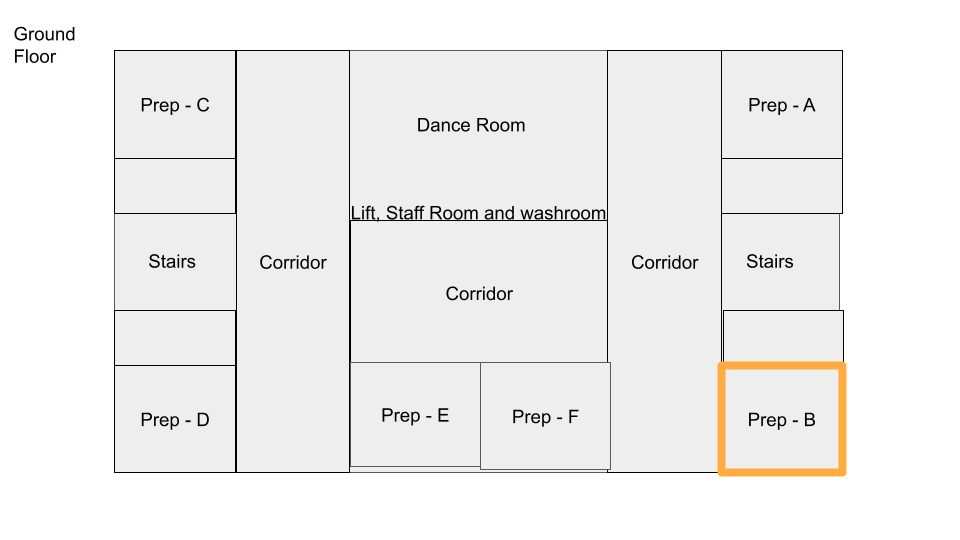 Ground
Floor
Prep - C
Prep - A
Dance Room
Lift, Staff Room and washroom
Stairs
Corridor
Corridor
Stairs
Corridor
Prep - D
Prep - E
Prep - F
Prep - B